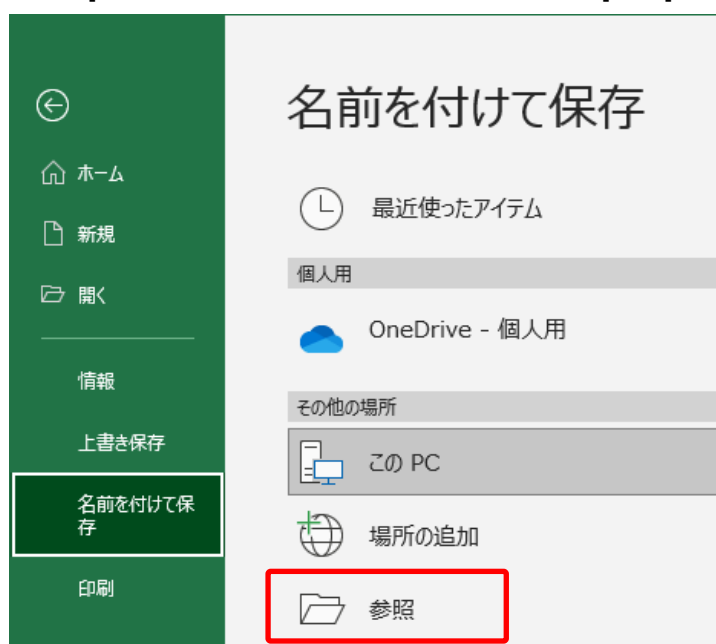 ホーム
新規
開く
情報
上書き保存
名前を付けて保
存
印刷
名前を付けて保存
最近使ったアイテム
個人用
OneDrive - 個人用
その他の場所
この PC
場所の追加
参照